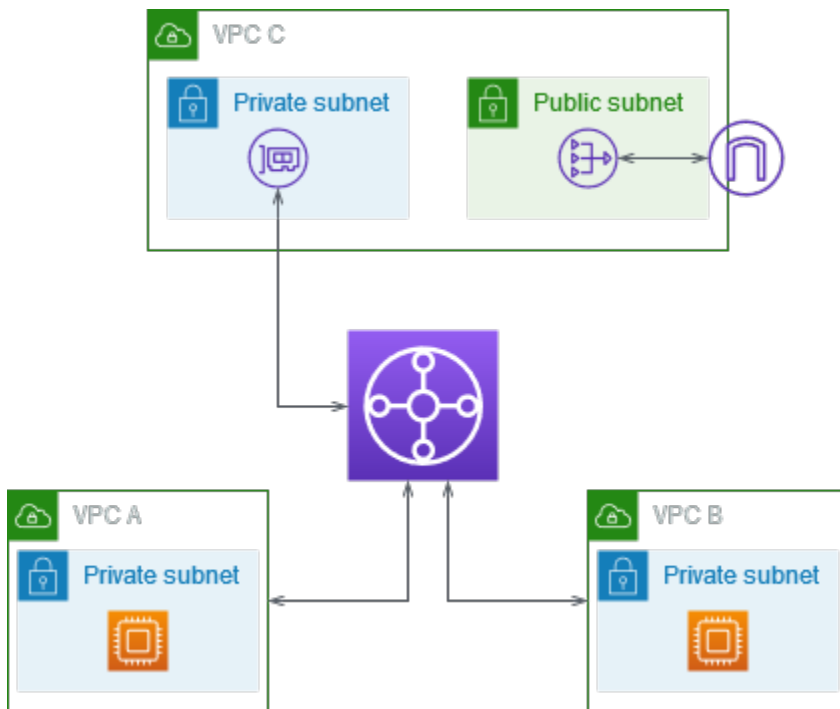 VPC C
Private subnet
Public subnet
VPC A
Private subnet
VPC B
Private subnet